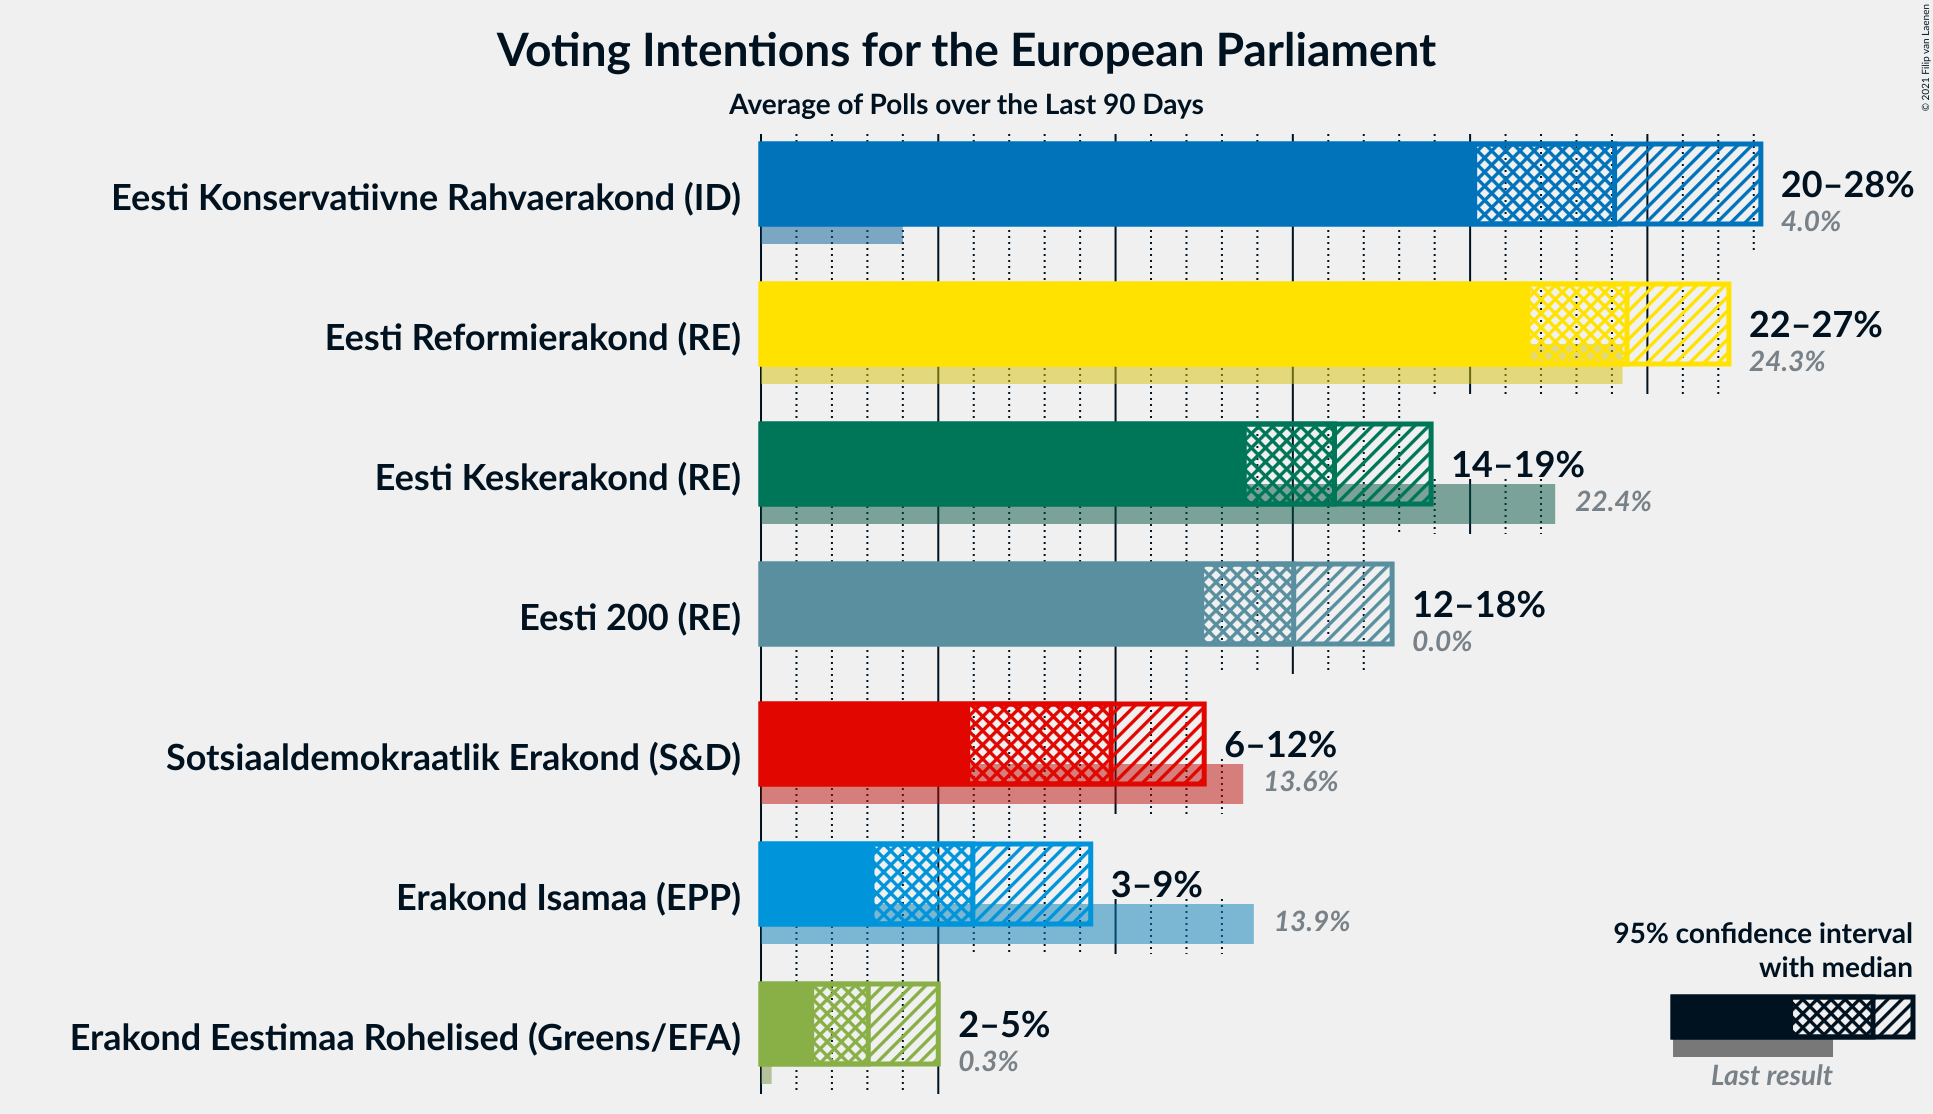 Voting Intentions for the European Parliament
Average of Polls over the Last 90 Days
© 2021 Filip van Laenen
Eesti Konservatiivne Rahvaerakond (ID)
20–28%
4.0%
Eesti Reformierakond (RE)
22–27%
24.3%
Eesti Keskerakond (RE)
14–19%
22.4%
Eesti 200 (RE)
12–18%
0.0%
Sotsiaaldemokraatlik Erakond (S&D)
6–12%
13.6%
Erakond Isamaa (EPP)
3–9%
13.9%
Erakond Eestimaa Rohelised (Greens/EFA)
2–5%
0.3%
95% confidence interval
with median
Last result